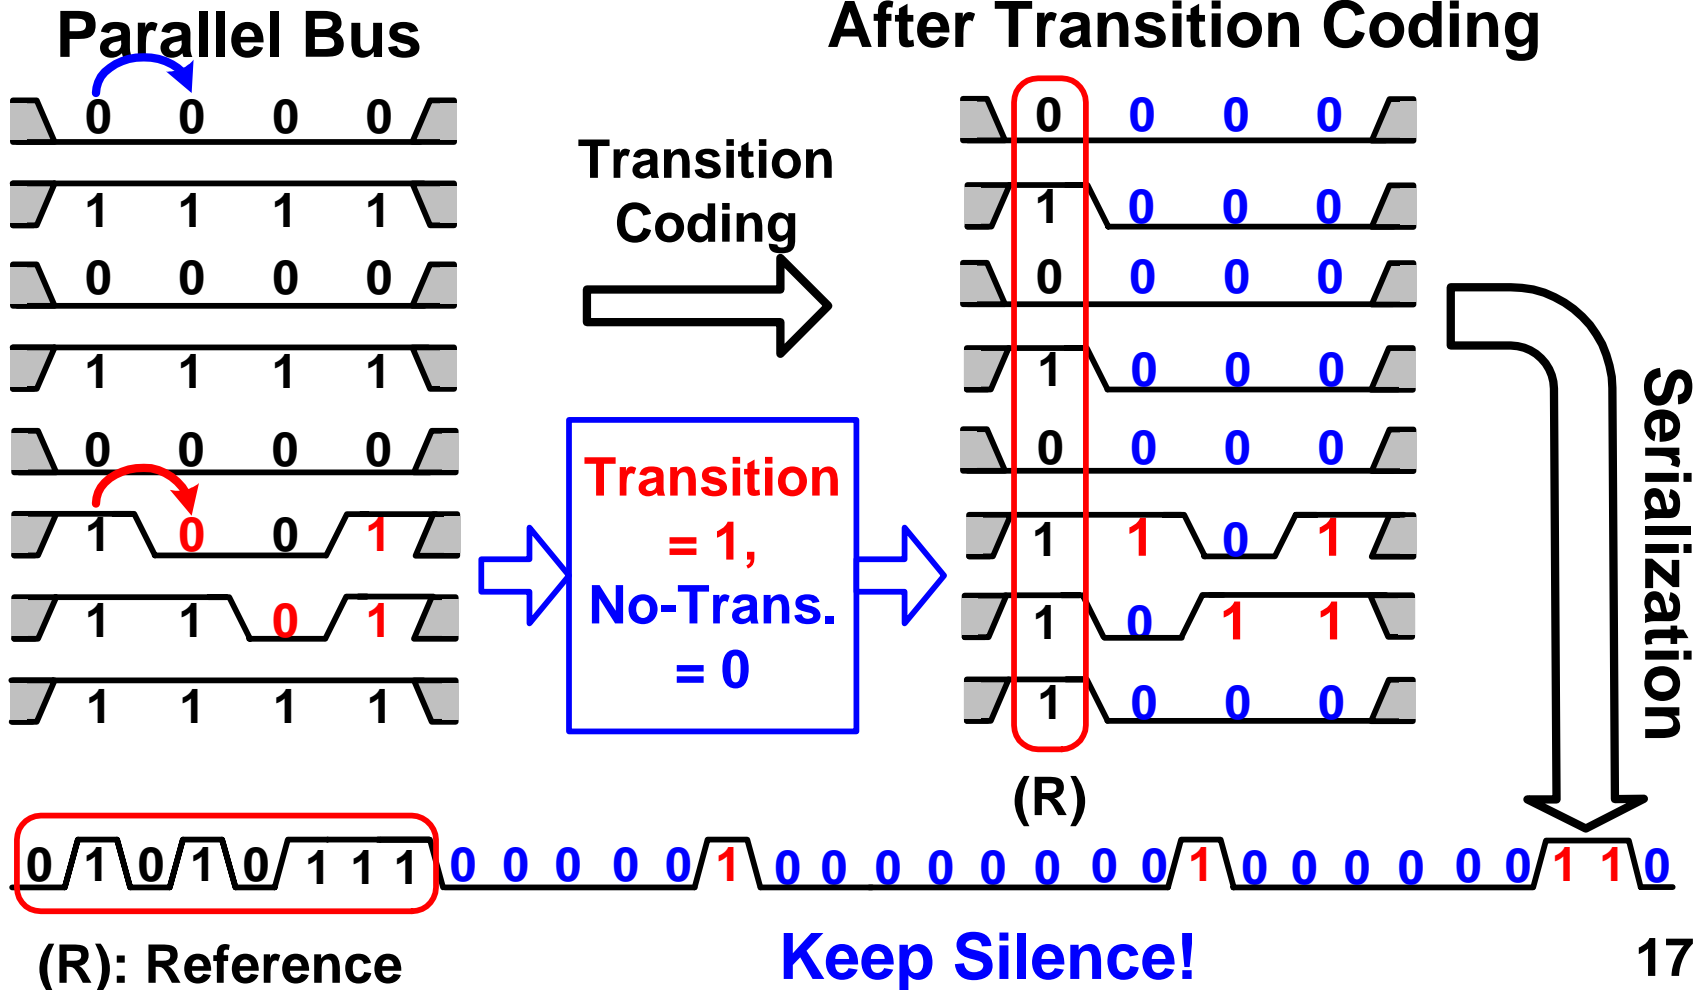 Parallel Bus
0 0 0 0
1 1 1 1
0 0 0 0
1 1 1 1
0 0 0 0
1 0 0 1
1 1 0 1
1 1 1 1
Transition
Coding
Transition
= 1,
No-Trans.
= 0
After Transition Coding
0 0 0 0
1 0 0 0
0 0 0 0
1 0 0 0
0 0 0 0
1 1 0 1
1 0 1 1
1 0 0 0
(R)
Serialization
0 1 0 1 0 1 1 1 0 0 0 0 0 1 0 0 0 0 0 0 0 0 1 0 0 0 0 0 0 1 1 0
(R): Reference
Keep Silence!
17